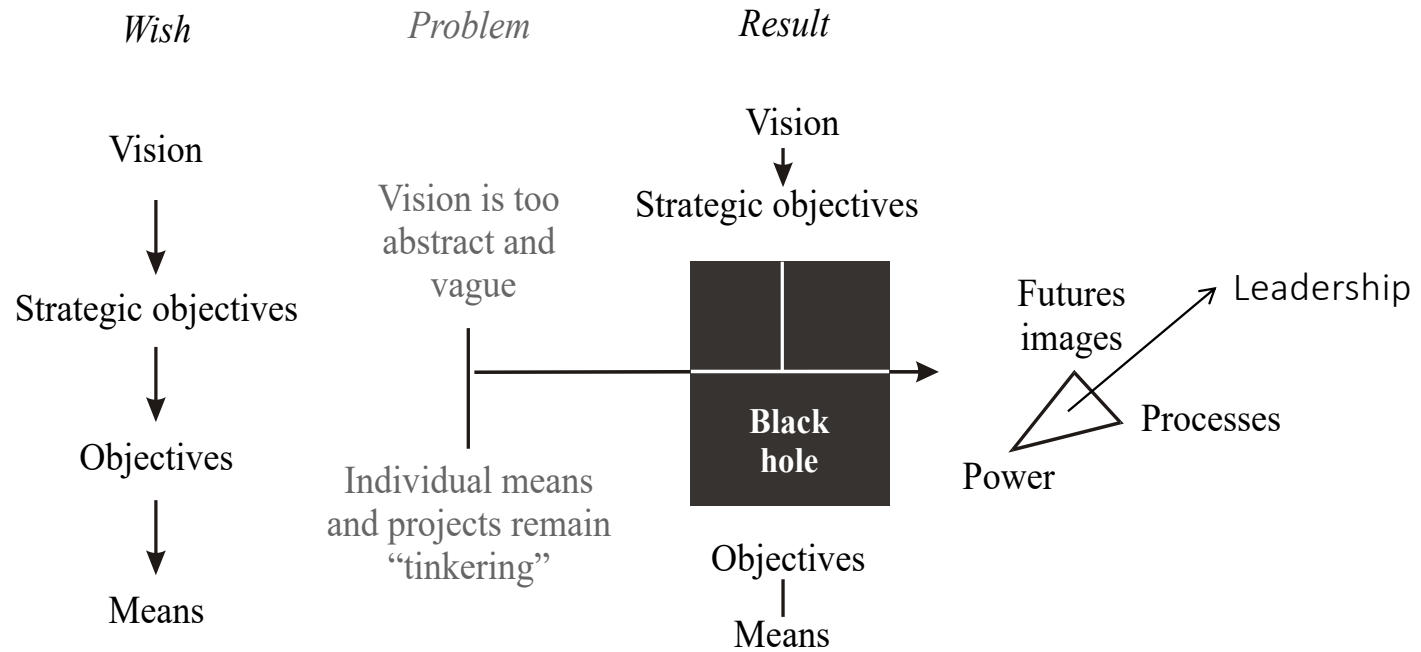 Wish
Problem
Result
Vision
Strategic objectives
Objectives
Means
Vision is too
abstract and
vague
Individual means
and projects remain
“tinkering”
Vision
Strategic objectives
Black
hole
Objectives
Means
Futures
images
Leadership
Processes
Power